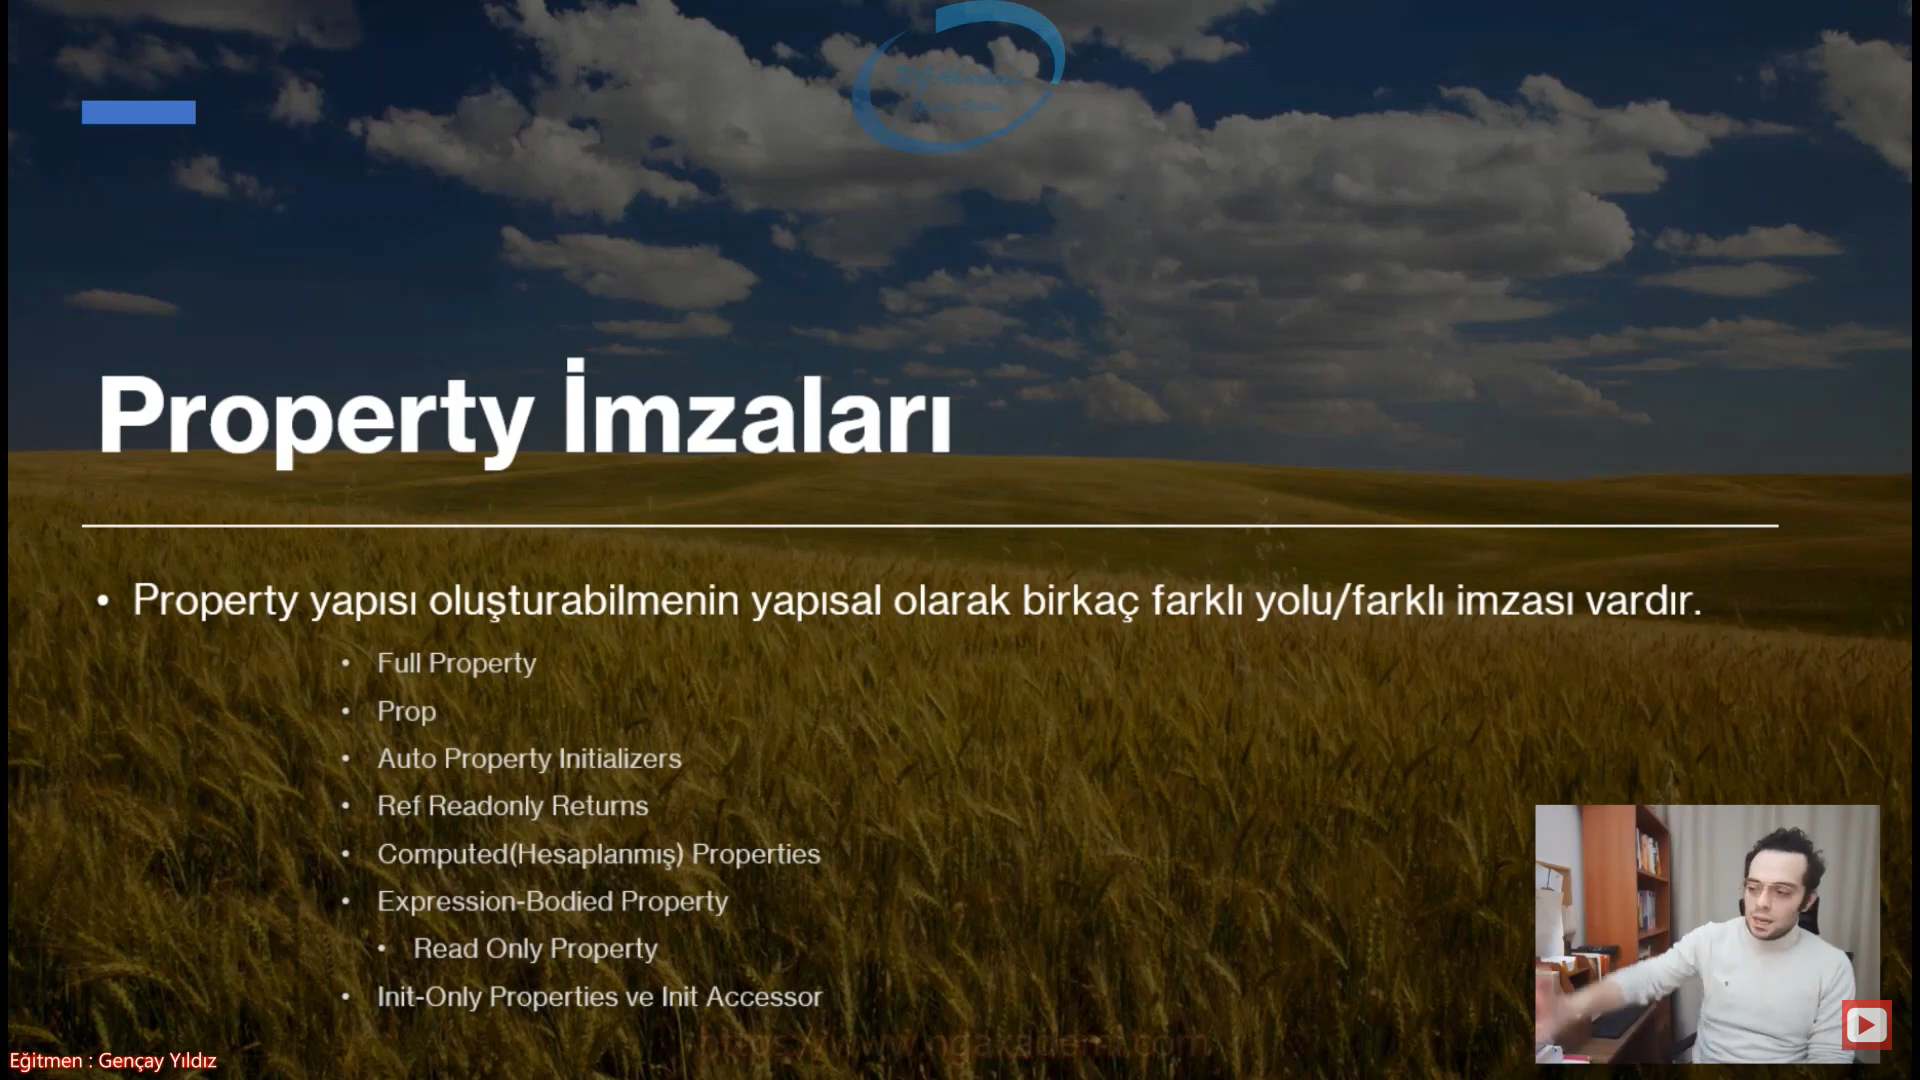 Property İmzaları
• Property yapısı oluşturabilmenin yapısal olarak birkaç farklı yolu/farklı imzası vardır.
• Full Property
• Prop
• Auto Property Initializers
• Ref Readonly Returns
• Computed(Hesaplanmış) Properties
• Expression-Bodied Property
• Read Only Property
• Init-Only Properties ve Init Accessor
Eğitmen : Gençay Yıldız